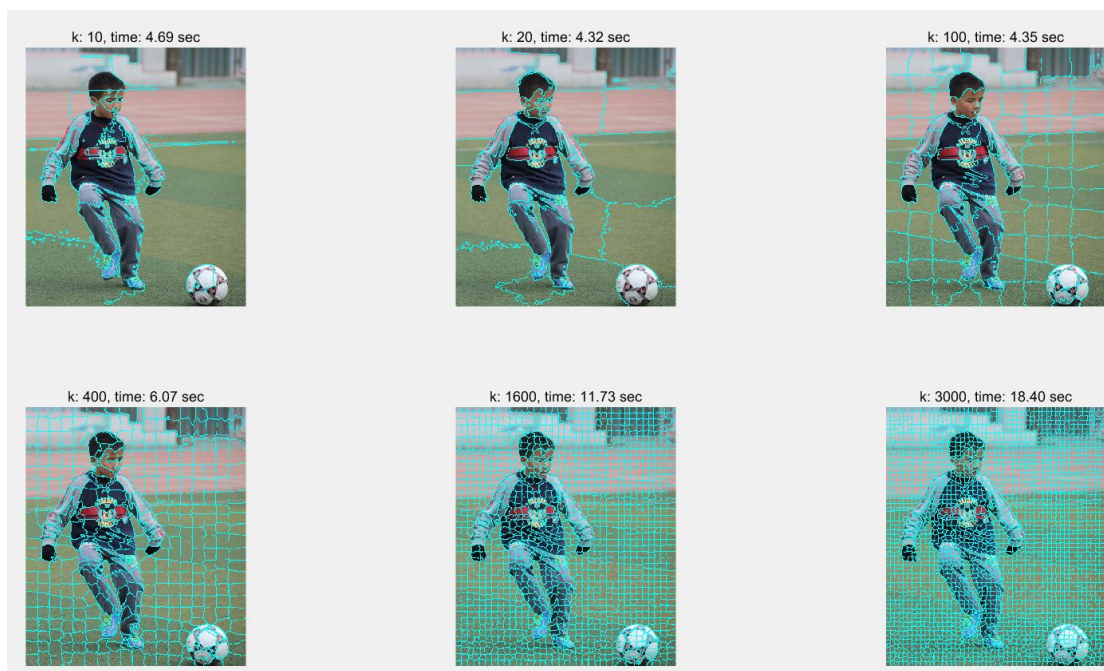 k: 10, time: 4.69 sec
k: 20, time: 4.32 sec
k: 100, time: 4.35 sec
k: 400, time: 6.07 sec
k: 1600, time: 11.73 sec
k: 3000, time: 18.40 sec